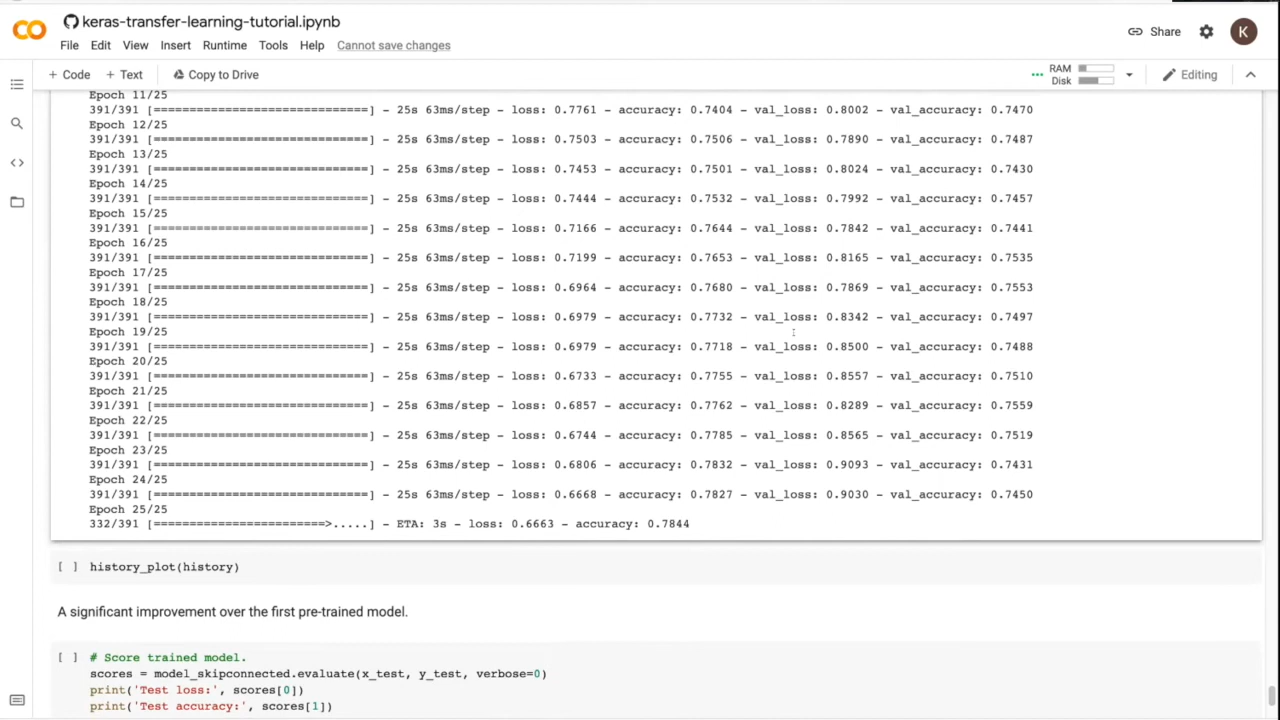 keras-transfer-learning-tutorial.ipynb
File Edit View Insert Runtime Tools Help Cannot save changes
Share
K
+ Code + Text Copy to Drive
RAM
Disk
Editing
Epoch 11/25
391/391 [==============================] - 25s 63ms/step - loss: 0.7761 - accuracy: 0.7404 - val_loss: 0.8002 - val_accuracy: 0.7470
Epoch 12/25
391/391 [==============================] - 25s 63ms/step - loss: 0.7503 - accuracy: 0.7506 - val_loss: 0.7890 - val_accuracy: 0.7487
Epoch 13/25
391/391 [==============================] - 25s 63ms/step - loss: 0.7453 - accuracy: 0.7501 - val_loss: 0.8024 - val_accuracy: 0.7430
Epoch 14/25
391/391 [==============================] - 25s 63ms/step - loss: 0.7444 - accuracy: 0.7532 - val_loss: 0.7992 - val_accuracy: 0.7457
Epoch 15/25
391/391 [==============================] - 25s 63ms/step - loss: 0.7166 - accuracy: 0.7644 - val_loss: 0.7842 - val_accuracy: 0.7441
Epoch 16/25
391/391 [==============================] - 25s 63ms/step - loss: 0.7199 - accuracy: 0.7653 - val_loss: 0.8165 - val_accuracy: 0.7535
Epoch 17/25
391/391 [==============================] - 25s 63ms/step - loss: 0.6964 - accuracy: 0.7680 - val_loss: 0.7869 - val_accuracy: 0.7553
Epoch 18/25
391/391 [==============================] - 25s 63ms/step - loss: 0.6979 - accuracy: 0.7732 - val_loss: 0.8342 - val_accuracy: 0.7497
Epoch 19/25
391/391 [==============================] - 25s 63ms/step - loss: 0.6979 - accuracy: 0.7718 - val_loss: 0.8500 - val_accuracy: 0.7488
Epoch 20/25
391/391 [==============================] - 25s 63ms/step - loss: 0.6733 - accuracy: 0.7755 - val_loss: 0.8557 - val_accuracy: 0.7510
Epoch 21/25
391/391 [==============================] - 25s 63ms/step - loss: 0.6857 - accuracy: 0.7762 - val_loss: 0.8289 - val_accuracy: 0.7559
Epoch 22/25
391/391 [==============================] - 25s 63ms/step - loss: 0.6744 - accuracy: 0.7785 - val_loss: 0.8565 - val_accuracy: 0.7519
Epoch 23/25
391/391 [==============================] - 25s 63ms/step - loss: 0.6806 - accuracy: 0.7832 - val_loss: 0.9093 - val_accuracy: 0.7431
Epoch 24/25
391/391 [==============================] - 25s 63ms/step - loss: 0.6668 - accuracy: 0.7827 - val_loss: 0.9030 - val_accuracy: 0.7450
Epoch 25/25
332/391 [========================>.....] - ETA: 3s - loss: 0.6663 - accuracy: 0.7844
[ ] history_plot(history)
A significant improvement over the first pre-trained model.
[ ] # Score trained model.
scores = model_skipconnected.evaluate(x_test, y_test, verbose=0)
print('Test loss:', scores[0])
print('Test accuracy:', scores[1])